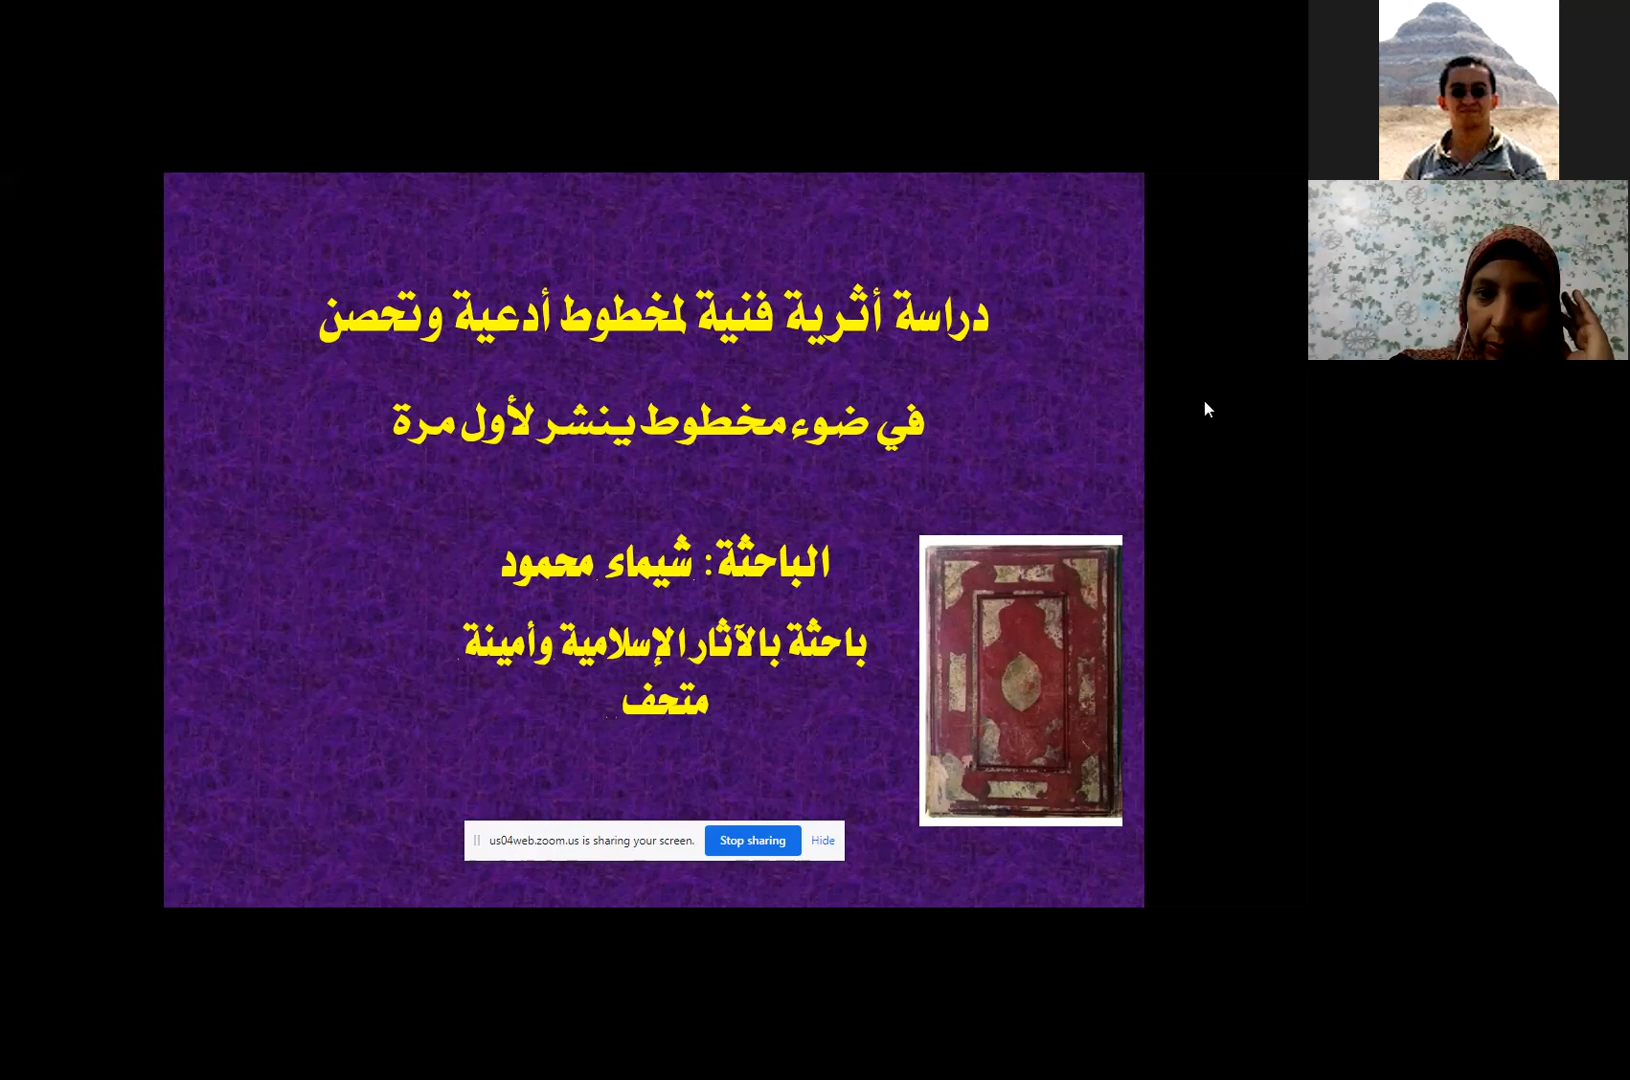 دراسة أثرية فنية لمخطوط أدعية وتحصن
في ضوء مخطوط ينشر لأول مرة
الباحثة: شيماء محمود
باحثة بالآثار الإسلامية وأمينة
متحف
us04web.zoom.us is sharing your screen. Stop sharing Hide